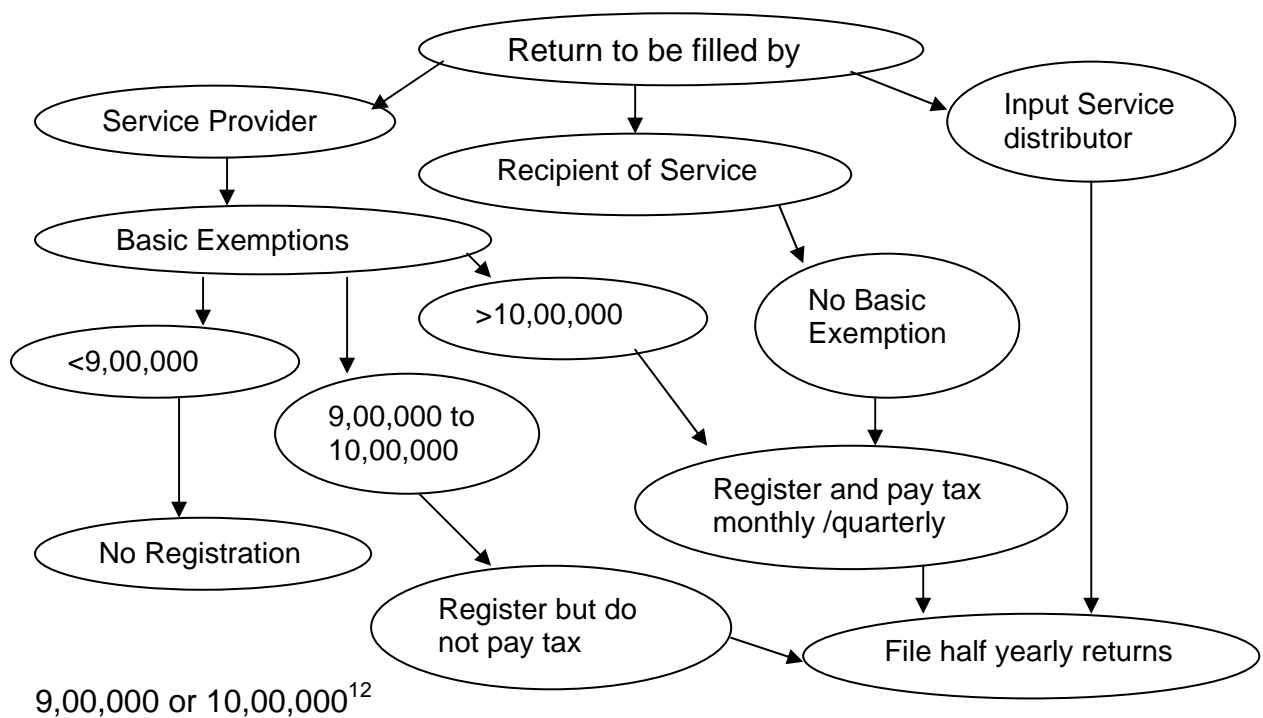 Return to be filled by
Service Provider
Input Service
distributor
Recipient of Service
Basic Exemptions
>10,00,000
No Basic
Exemption
<9,00,000
9,00,000 to
10,00,000
Register and pay tax
monthly /quarterly
No Registration
Register but do
not pay tax
File half yearly returns
9,00,000 or 10,00,000¹²